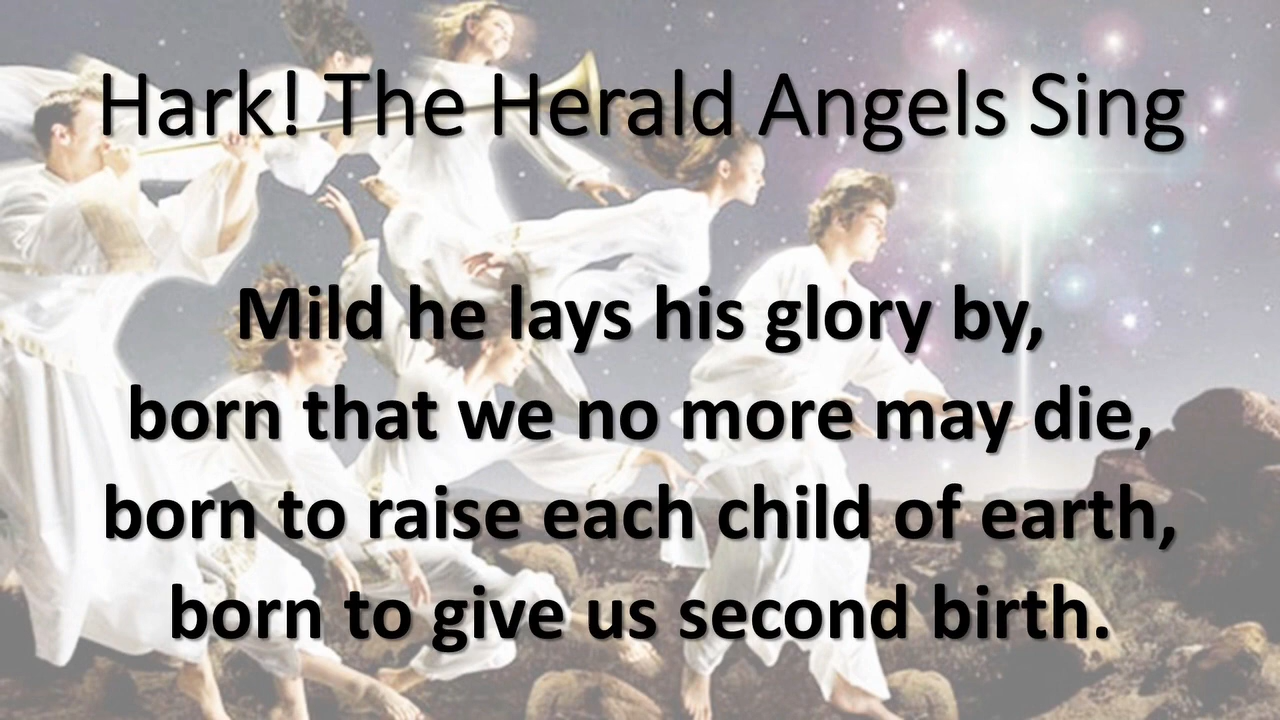 Hark! The Herald Angels Sing
Mild he lays his glory by,
born that we no more may die,
born to raise each child of earth,
born to give us second birth.